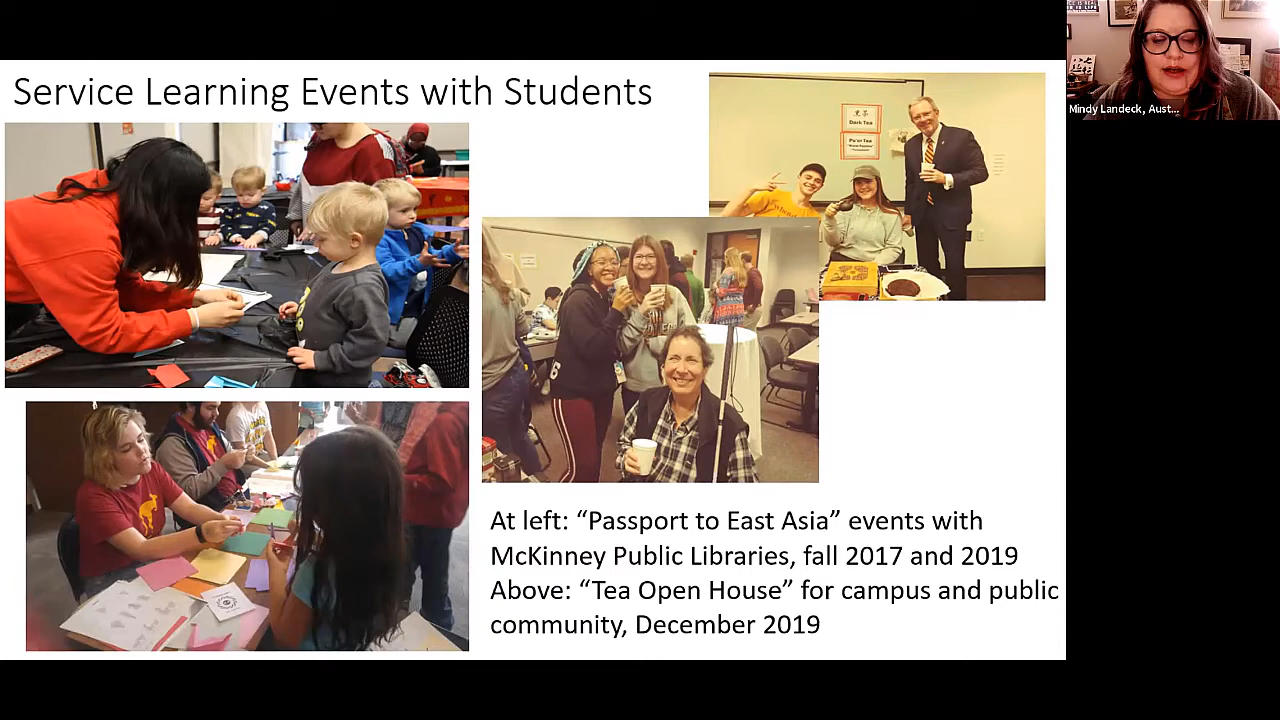 Service Learning Events with Students
黑茶
Dark Tea
Pu'er Tea
Mindy Landeck, Aust...
At left: “Passport to East Asia” events with
McKinney Public Libraries, fall 2017 and 2019
Above: “Tea Open House” for campus and public
community, December 2019